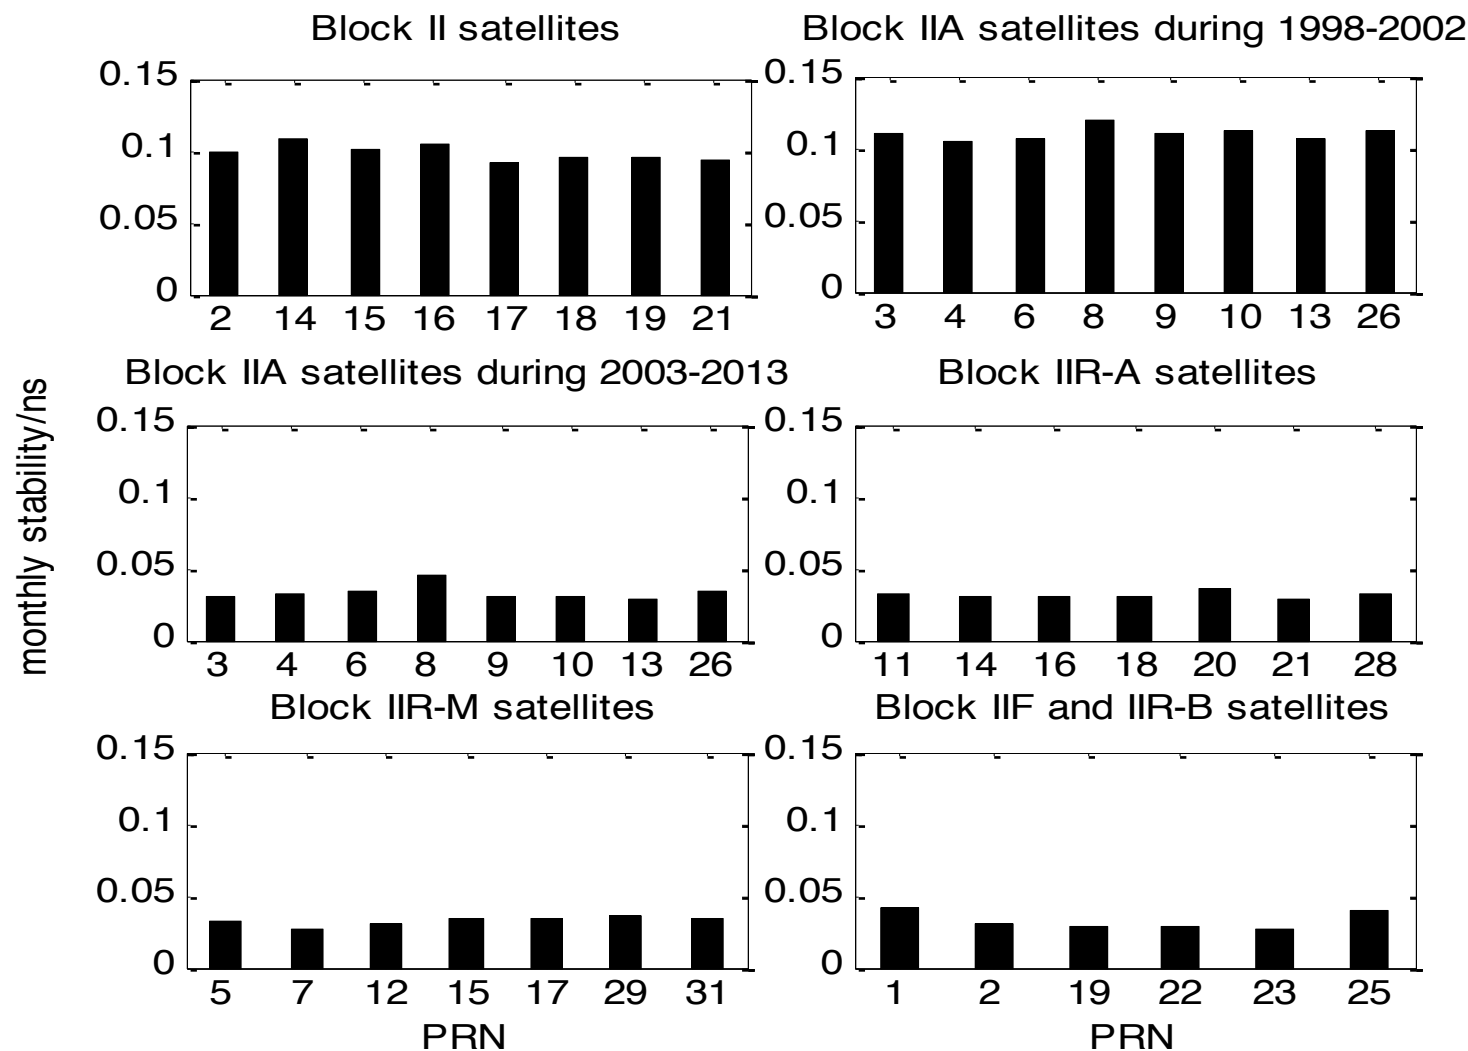 Block II satellites
0.15
0.1
0.05
0
2 14 15 16 17 18 19 21
Block IIA satellites during 1998-2002
0.15
0.1
0.05
0
3 4 6 8 9 10 13 26
monthly stability/ns
Block IIA satellites during 2003-2013
0.15
0.1
0.05
0
3 4 6 8 9 10 13 26
Block IIR-A satellites
0.15
0.1
0.05
0
11 14 16 18 20 21 28
Block IIR-M satellites
0.15
0.1
0.05
0
5 7 12 15 17 29 31
PRN
Block IIF and IIR-B satellites
0.15
0.1
0.05
0
1 2 19 22 23 25
PRN